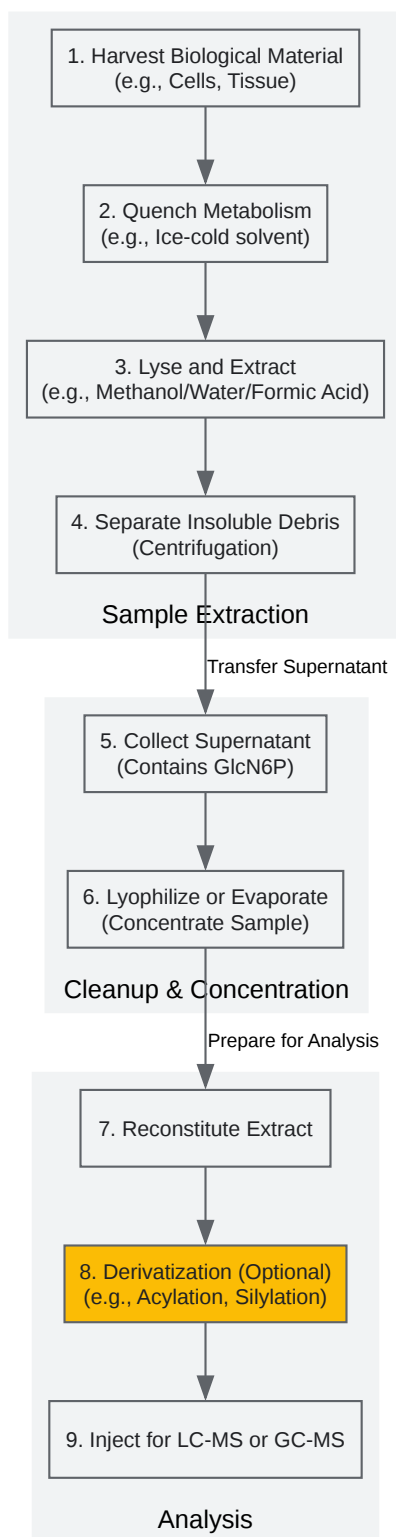 1. Harvest Biological Material
(e.g., Cells, Tissue)
2. Quench Metabolism
(e.g., Ice-cold solvent)
3. Lyse and Extract
(e.g., Methanol/Water/Formic Acid)
4. Separate Insoluble Debris
(Centrifugation)
Sample Extraction
Transfer Supernatant
5. Collect Supernatant
(Contains GlcN6P)
6. Lyophilize or Evaporate
(Concentrate Sample)
Cleanup & Concentration
Prepare for Analysis
7. Reconstitute Extract
8. Derivatization (Optional)
(e.g., Acylation, Silylation)
9. Inject for LC-MS or GC-MS
Analysis